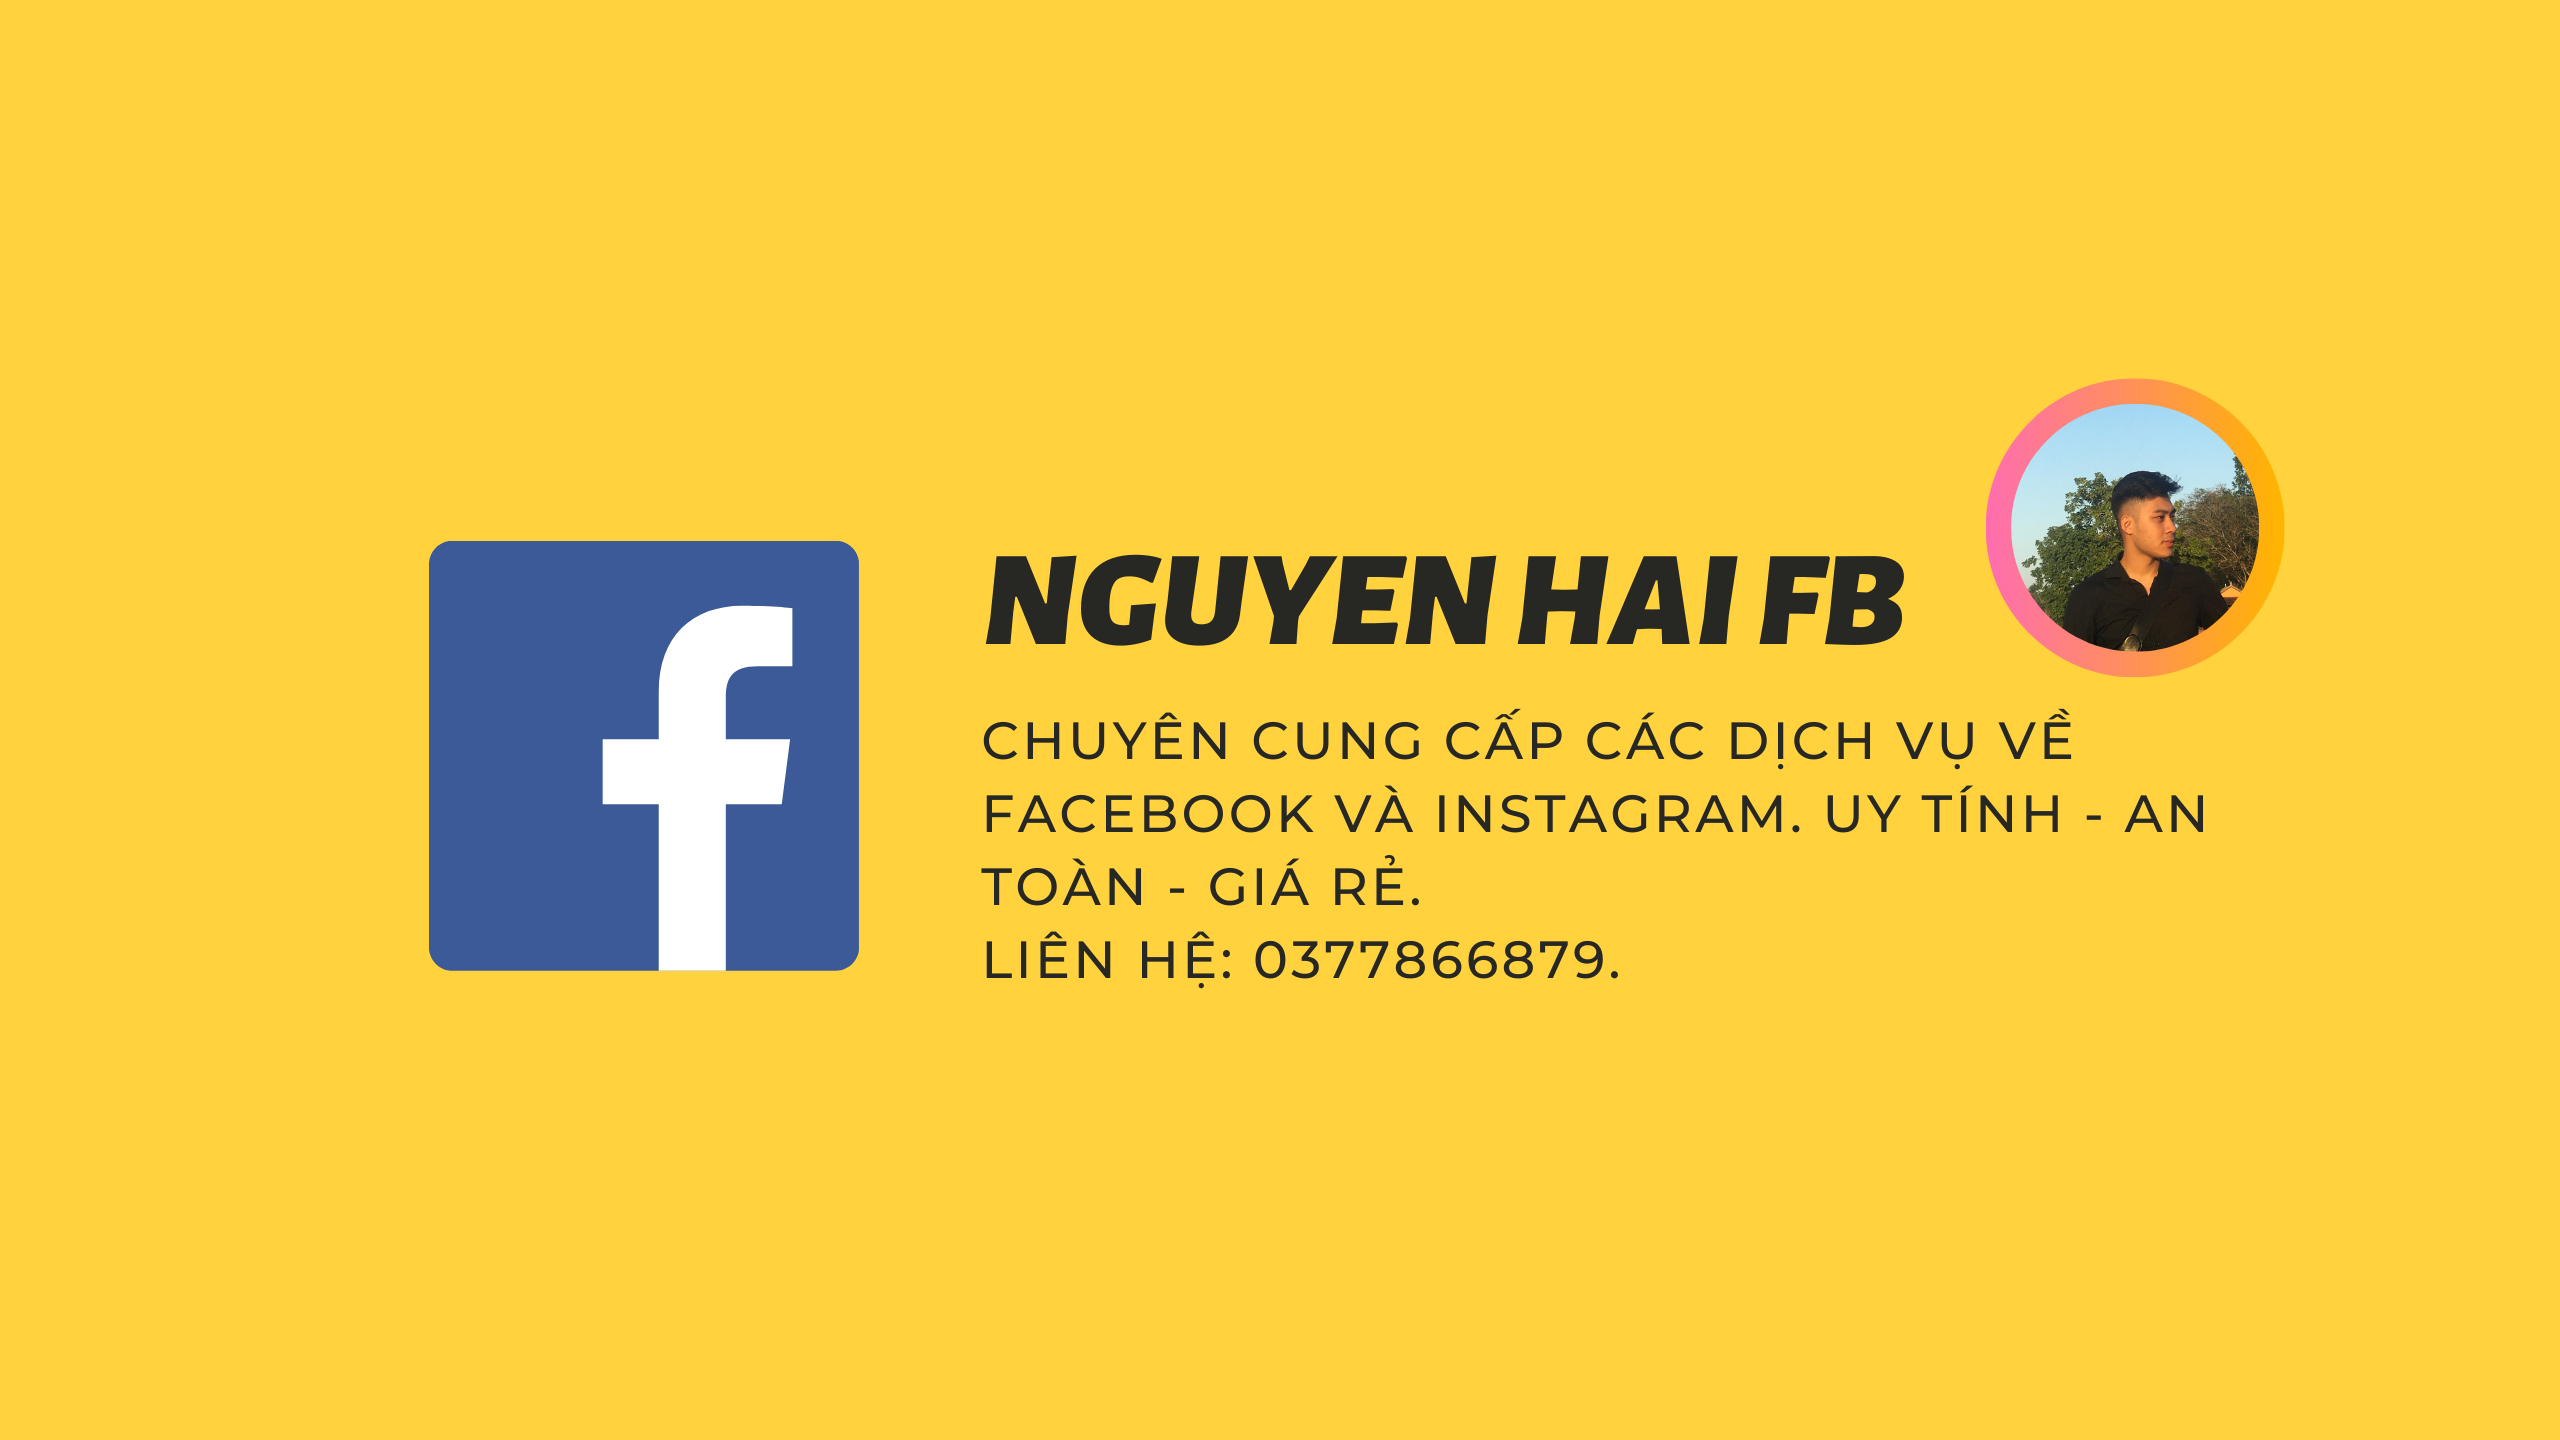 NGUYEN HAI FB
CHUYÊN CUNG CẤP CÁC DỊCH VỤ VỀ
FACEBOOK VÀ INSTAGRAM. UY TÍNH - AN
TOÀN - GIÁ RẺ.
LIÊN HỆ: 0377866879.